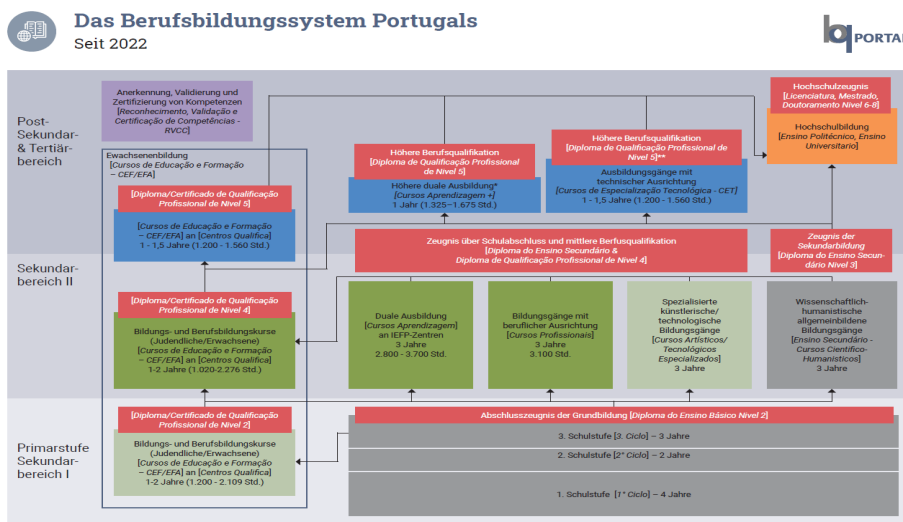 Das Berufsbildungssystem Portugals
Seit 2022
bq PORTAL
Post-
Sekundar-
& Tertiär-
bereich
Anerkennung, Validierung und
Zertifizierung von Kompetenzen
[Reconhecimento, Validação e
Certificação de Competências -
RVCC]
Ewachsenenbildung
[Cursos de Educação e Formação
– CEF/EFA]
[Diploma/Certificado de Qualificação
Profissional de Nivel 5]
[Cursos de Educação e Formação
– CEF/EFA] an [Centros Qualifica]
1 - 1,5 Jahre (1.200 - 1.560 Std.)
Höhere Berufsqualifikation
[Diploma de Qualificação Profissional
de Nivel 5]
Höhere duale Ausbildung*
[Cursos Aprendizagem +]
1 Jahr (1.325–1.675 Std.)
Höhere Berufsqualifikation
[Diploma de Qualificação Profissional de
Nivel 5]**
Ausbildungsgänge mit
technischer Ausrichtung
[Cursos de Especialização Tecnológica - CET]
1 - 1,5 Jahre (1.200 - 1.560 Std.)
Hochschulzeugnis
[Licenciatura, Mestrado,
Doutoramento Nivel 6-8]
Hochschulbildung
[Ensino Politécnico, Ensino
Universitario]
Zeugnis über Schulabschluss und mittlere Berfusqualifikation
[Diploma do Ensino Secundário &
Diploma de Qualificação Profissional de Nivel 4]
Zeugnis der
Sekundarbildung
[Diploma do Ensino Secun-
dário Nivel 3]
Sekundar-
bereich II
[Diploma/Certificado de Qualificação
Profissional de Nivel 4]
Bildungs- und Berufsbildungskurse
(Judendliche/Erwachsene)
[Cursos de Educação e Formação
– CEF/EFA] an [Centros Qualifica]
1-2 Jahre (1.020-2.276 Std.)
Duale Ausbildung
[Cursos Aprendizagem]
an IEFP-Zentren
3 Jahre
2.800 - 3.700 Std.
Bildungsgänge mit
beruflicher Ausrichtung
[Cursos Profissionais]
3 Jahre
3.100 Std.
Spezialisierte
künstlerische/
technologische
Bildungsgänge
[Cursos Artísticos/
Tecnológicos
Especializados]
3 Jahre
Wissenschaftlich-
humanistische
allgemeinbildene
Bildungsgänge
[Ensino Secundário -
Cursos Cientifico-
Humanisticos]
3 Jahre
Primarstufe
Sekundar-
bereich I
[Diploma/Certificado de Qualificação
Profissional de Nivel 2]
Bildungs- und Berufsbildungskurse
(Judendliche/Erwachsene)
[Cursos de Educação e Formação
– CEF/EFA] an [Centros Qualifica]
1-2 Jahre (1.200 - 2.109 Std.)
Abschlusszeugnis der Grundbildung [Diploma do Ensino Básico Nivel 2]
3. Schulstufe [3. Ciclo] – 3 Jahre
2. Schulstufe [2° Ciclo] – 2 Jahre
1. Schulstufe [1° Ciclo] – 4 Jahre